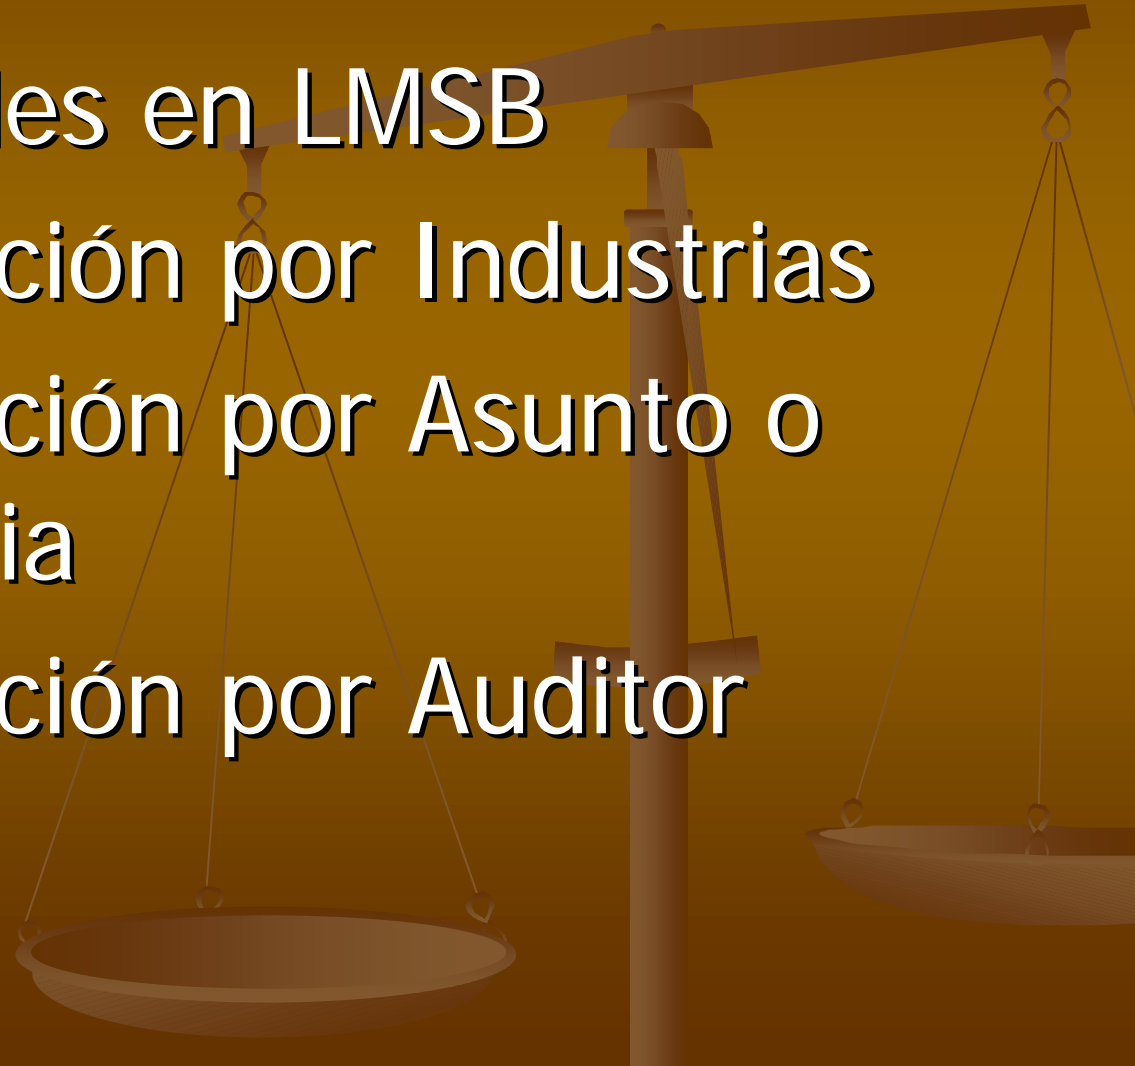 les en LMSB
ción por Industrias
ción por Asunto o
ia
ción por Auditor